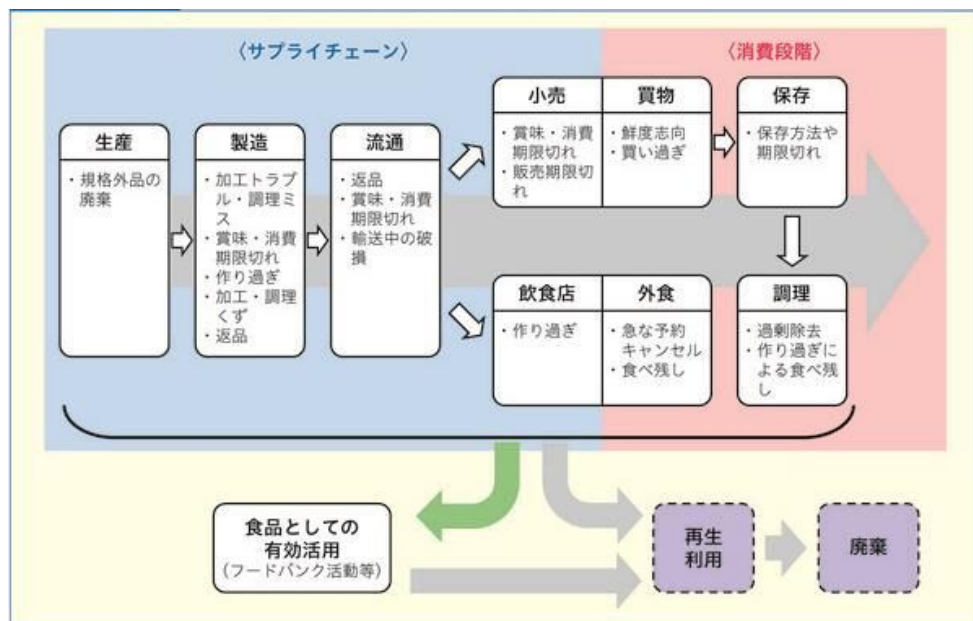 〈サプライチェーン〉
〈消費段階〉
生産
・規格外品の
廃棄
製造
・加工トラブ
ル・調理ミ
ス
・賞味・消費
期限切れ
・作り過ぎ
・加工・調理
くず
・返品
流通
・返品
・賞味・消費
期限切れ
・輸送中の破
損
小売
・賞味・消費
期限切れ
・販売期限切
れ
買物
・鮮度志向
・買い過ぎ
保存
・保存方法や
期限切れ
飲食店
・作り過ぎ
外食
・急な予約
キャンセル
・食べ残し
調理
・過剰除去
・作り過ぎに
よる食べ残
し
食品としての
有効活用
(フードバンク活動等)
再生
利用
廃棄